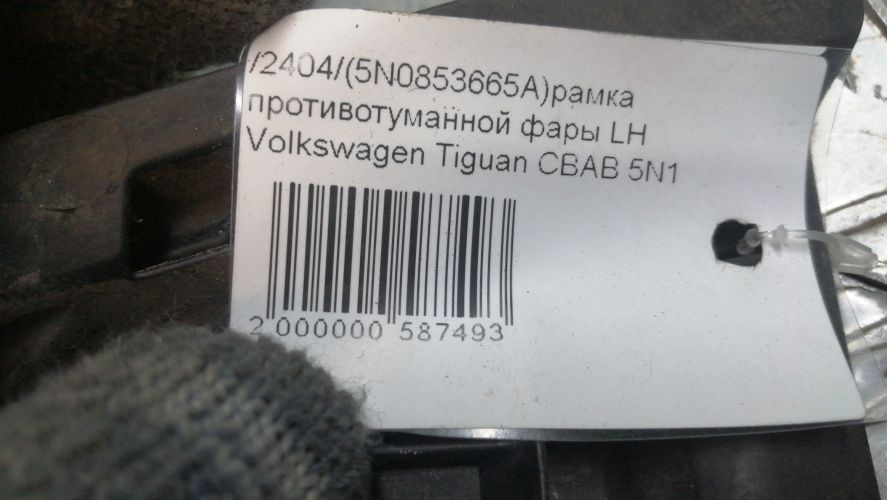 /2404/(5N0853665A)рамка
противотуманной фары LH
Volkswagen Tiguan CBAB 5N1
2 000000 587493